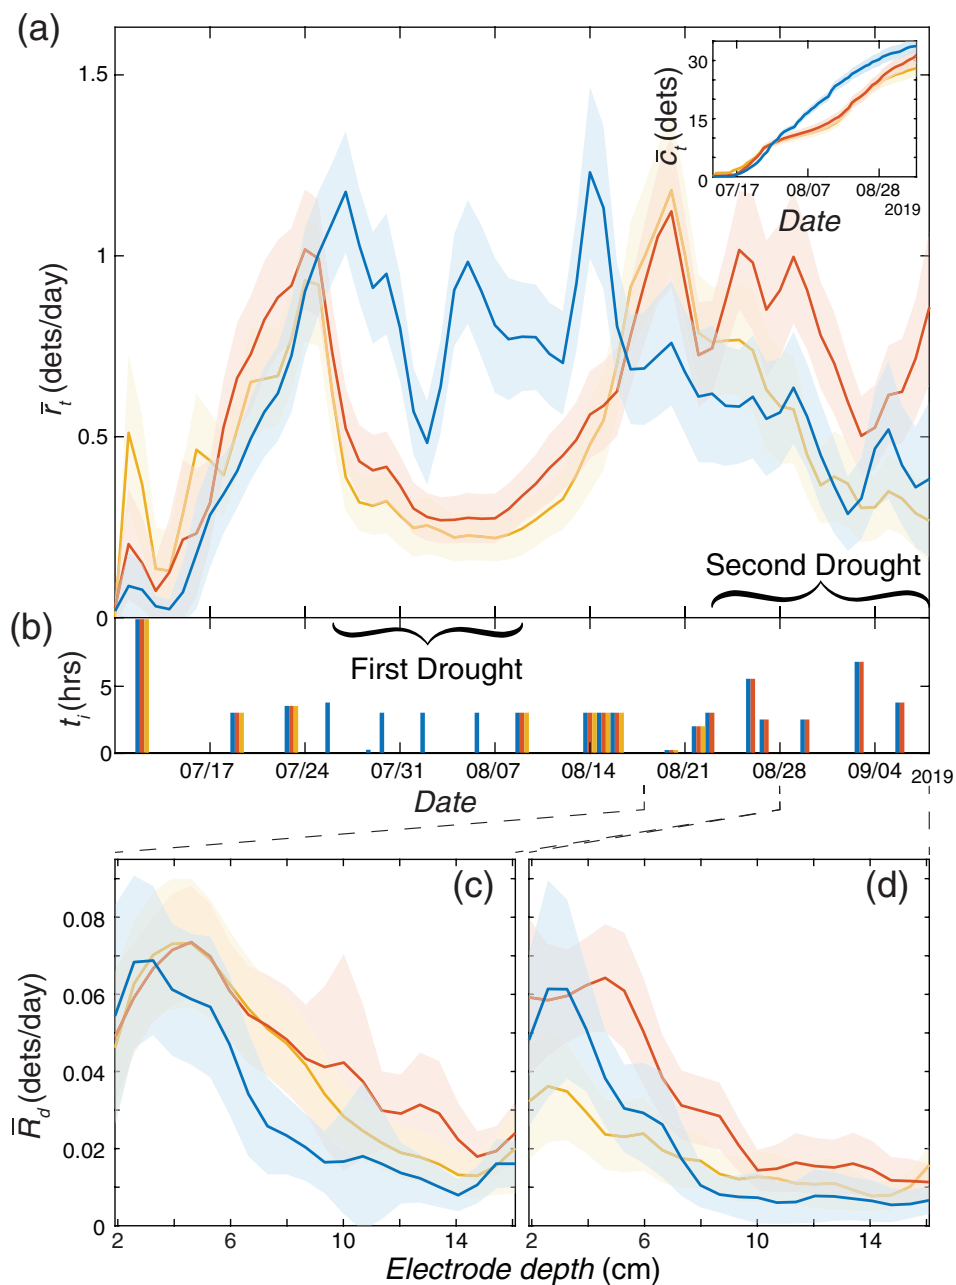 (a)
1.5
1
0.5
0
r̅t (dets/day)
30
15
0
c̅t (dets)
07/17 08/07 08/28
2019
Date
Second Drought
(b)
First Drought
5
0
ti (hrs)
07/17 07/24 07/31 08/07 08/14 08/21 08/28 09/04 2019
Date
(c) (d)
0.08
0.06
0.04
0.02
0
R̅d (dets/day)
2 6 10 14 2 6 10 14
Electrode depth (cm)